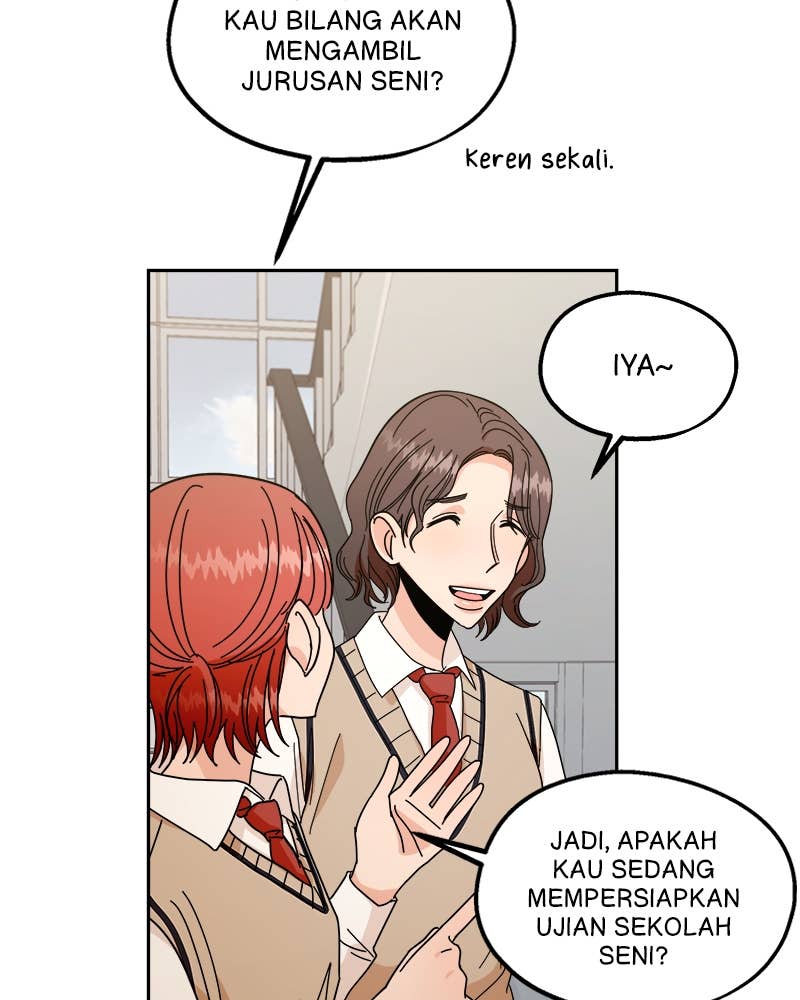 KAU BILANG AKAN
MENGAMBIL
JURUSAN SENI?
Keren sekali.
IYA~
JADI, APAKAH
KAU SEDANG
MEMPERSIAPKAN
UJIAN SEKOLAH
SENI?